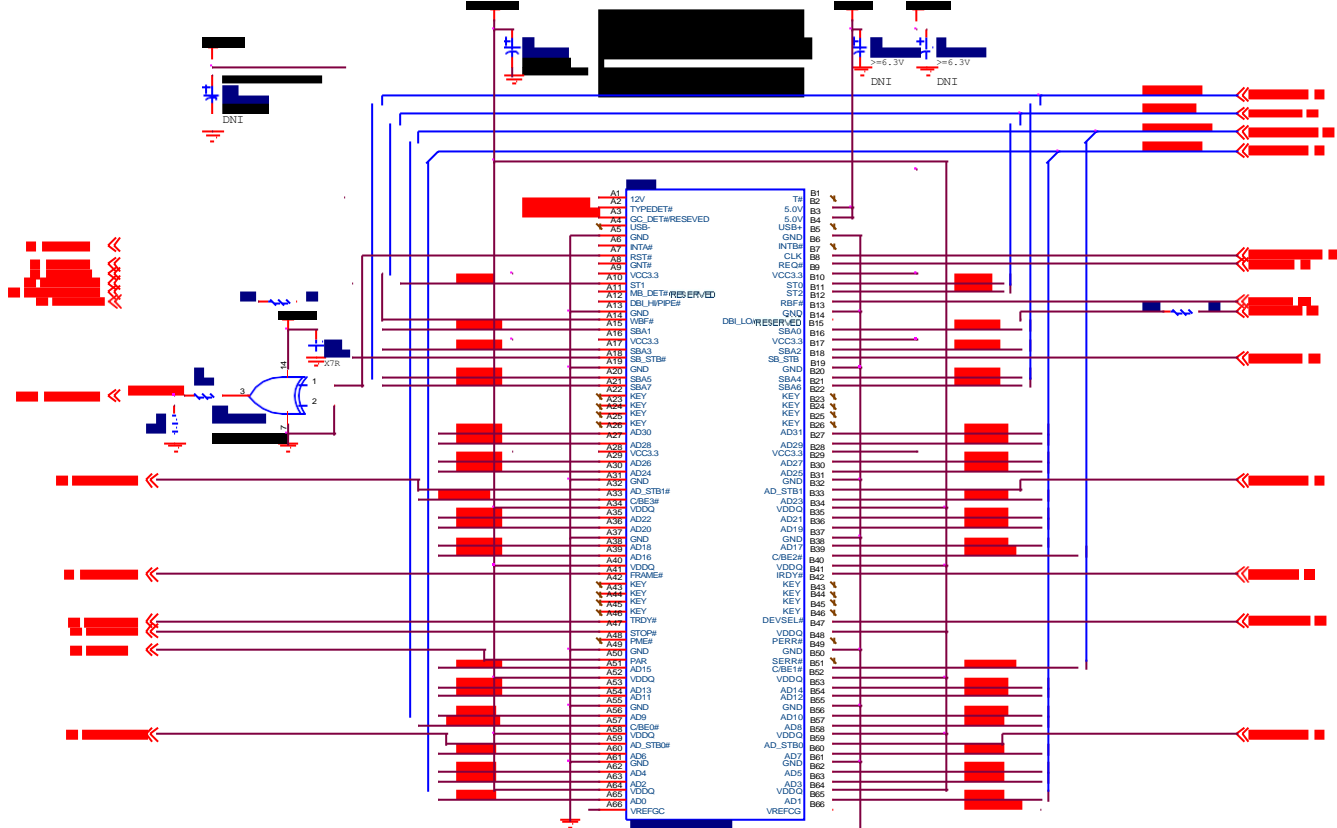 >=6.3V
>=6.3V
DNI
DNI
DNI
X7R
14
1
2
3
7
A1 12V T# B1
A2 TYPEDET# 5.0V B2
A3 GC_DET#/RESEVED 5.0V B3
A4 USB- USB+ B4
A5 GND GND B5
A6 INTA# INTB# B6
A7 RST# CLK B7
A8 GNT# REQ# B8
A9 VCC3.3 VCC3.3 B9
A10 ST1 ST0 B10
A11 MB_DET# RESERVED ST2 B11
A12 DBI_HI/PIPE# RBF# B12
A13 GND GND B13
A14 WBF# DBI_LO/RESERVED B14
A15 SBA1 SBA0 B15
A16 VCC3.3 VCC3.3 B16
A17 SBA3 SBA2 B17
A18 SB_STB# SB_STB B18
A19 GND GND B19
A20 SBA5 SBA4 B20
A21 SBA7 SBA6 B21
A22 KEY KEY B22
A23 KEY KEY B23
A24 KEY KEY B24
A25 KEY KEY B25
A26 AD30 AD31 B26
A27 AD28 AD29 B27
A28 VCC3.3 VCC3.3 B28
A29 AD26 AD27 B29
A30 AD24 AD25 B30
A31 GND GND B31
A32 AD_STB1# AD_STB1 B32
A33 C/BE3# AD23 B33
A34 VDDQ VDDQ B34
A35 AD22 AD21 B35
A36 AD20 AD19 B36
A37 GND GND B37
A38 AD18 AD17 B38
A39 AD16 C/BE2# B39
A40 VDDQ VDDQ B40
A41 FRAME# IRDY# B41
A42 KEY KEY B42
A43 KEY KEY B43
A44 KEY KEY B44
A45 KEY KEY B45
A46 TRDY# DEVSEL# B46
A47 STOP# VDDQ B47
A48 PME# PERR# B48
A49 GND GND B49
A50 PAR SERR# B50
A51 AD15 C/BE1# B51
A52 VDDQ VDDQ B52
A53 AD13 AD14 B53
A54 AD11 AD12 B54
A55 GND GND B55
A56 AD9 AD10 B56
A57 C/BE0# AD8 B57
A58 VDDQ VDDQ B58
A59 AD_STB0# AD_STB0 B59
A60 AD6 AD7 B60
A61 GND GND B61
A62 AD4 AD5 B62
A63 AD2 AD3 B63
A64 VDDQ VDDQ B64
A65 AD0 AD1 B65
A66 VREFGC VREFCG B66